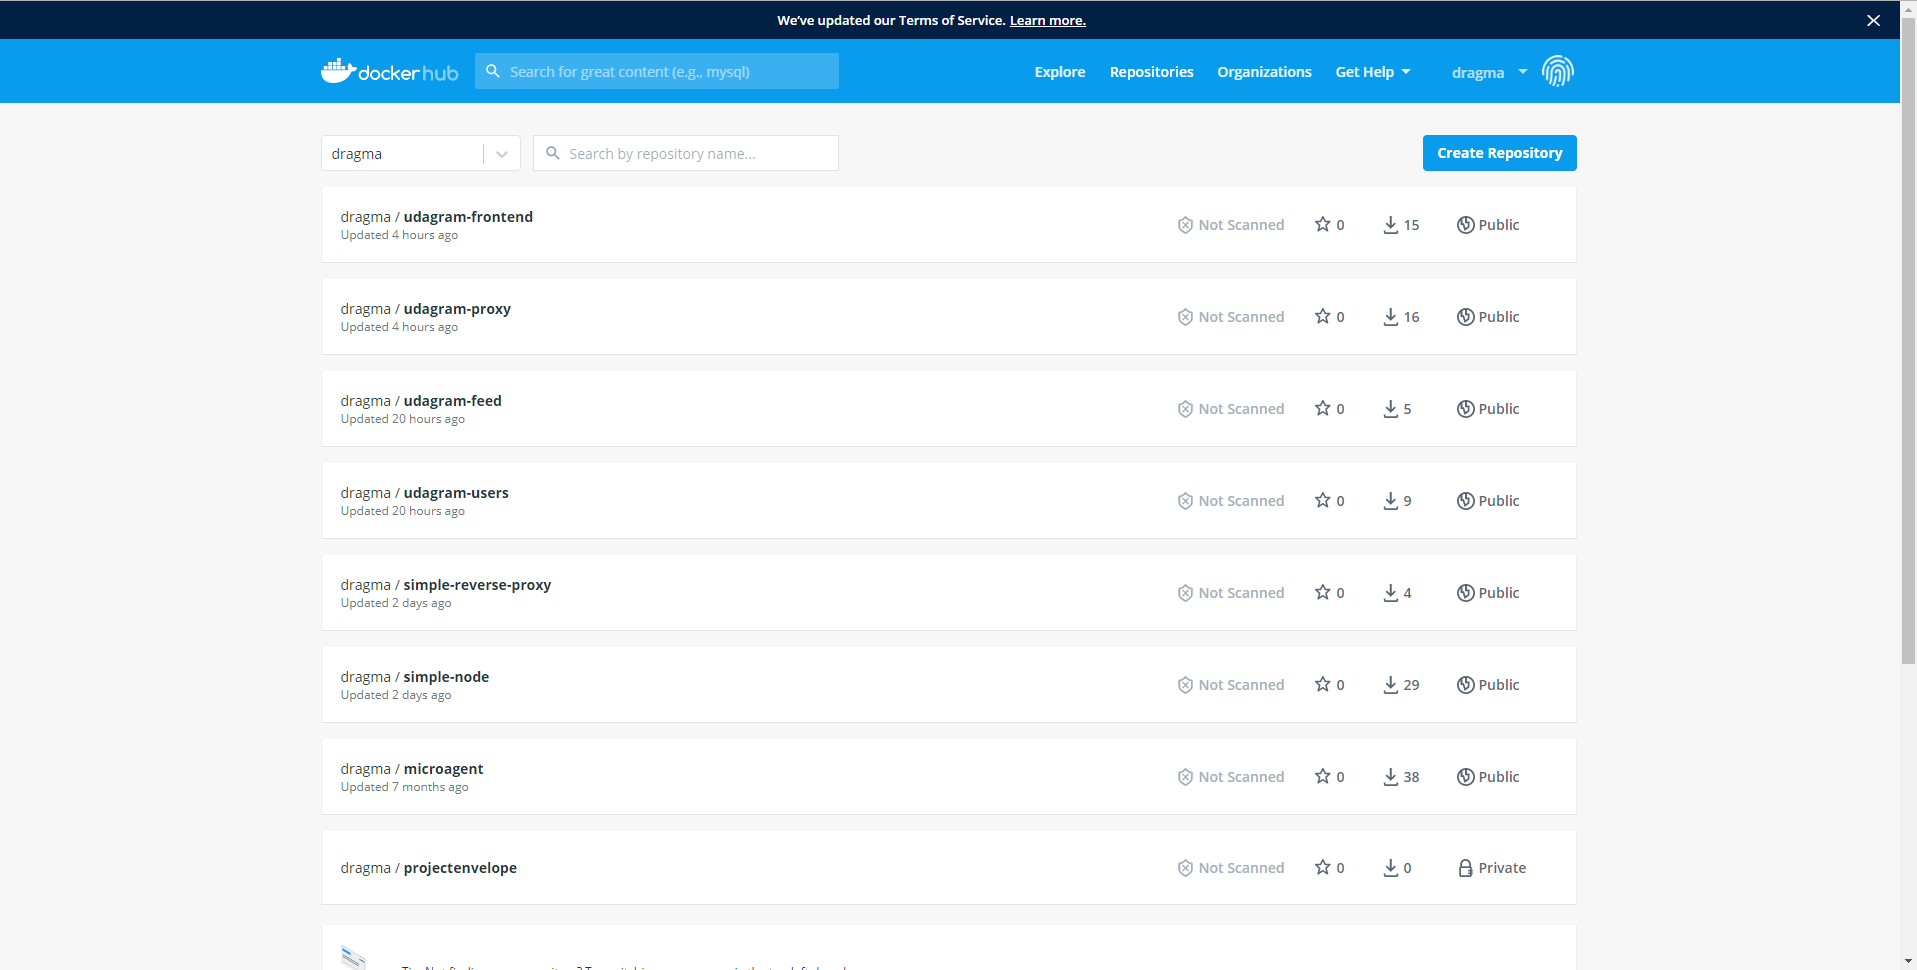 We've updated our Terms of Service. Learn more.
docker hub Search for great content (e.g., mysql) Explore Repositories Organizations Get Help dragma
dragma Search by repository name... Create Repository
dragma / udagram-frontend
Updated 4 hours ago
Not Scanned 0 15 Public
dragma / udagram-proxy
Updated 4 hours ago
Not Scanned 0 16 Public
dragma / udagram-feed
Updated 20 hours ago
Not Scanned 0 5 Public
dragma / udagram-users
Updated 20 hours ago
Not Scanned 0 9 Public
dragma / simple-reverse-proxy
Updated 2 days ago
Not Scanned 0 4 Public
dragma / simple-node
Updated 2 days ago
Not Scanned 0 29 Public
dragma / microagent
Updated 7 months ago
Not Scanned 0 38 Public
dragma / projectenvelope
Not Scanned 0 0 Private